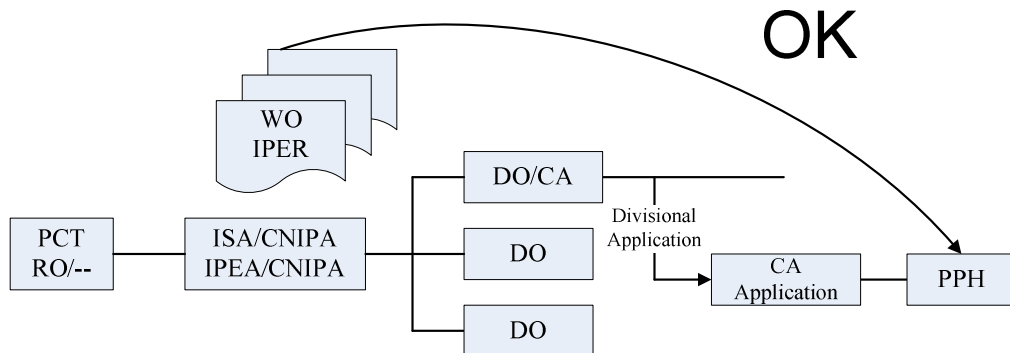 OK
WO
IPER
DO/CA
Divisional
Application
PCT
RO/--
ISA/CNIPA
IPEA/CNIPA
DO
CA
Application
PPH
DO